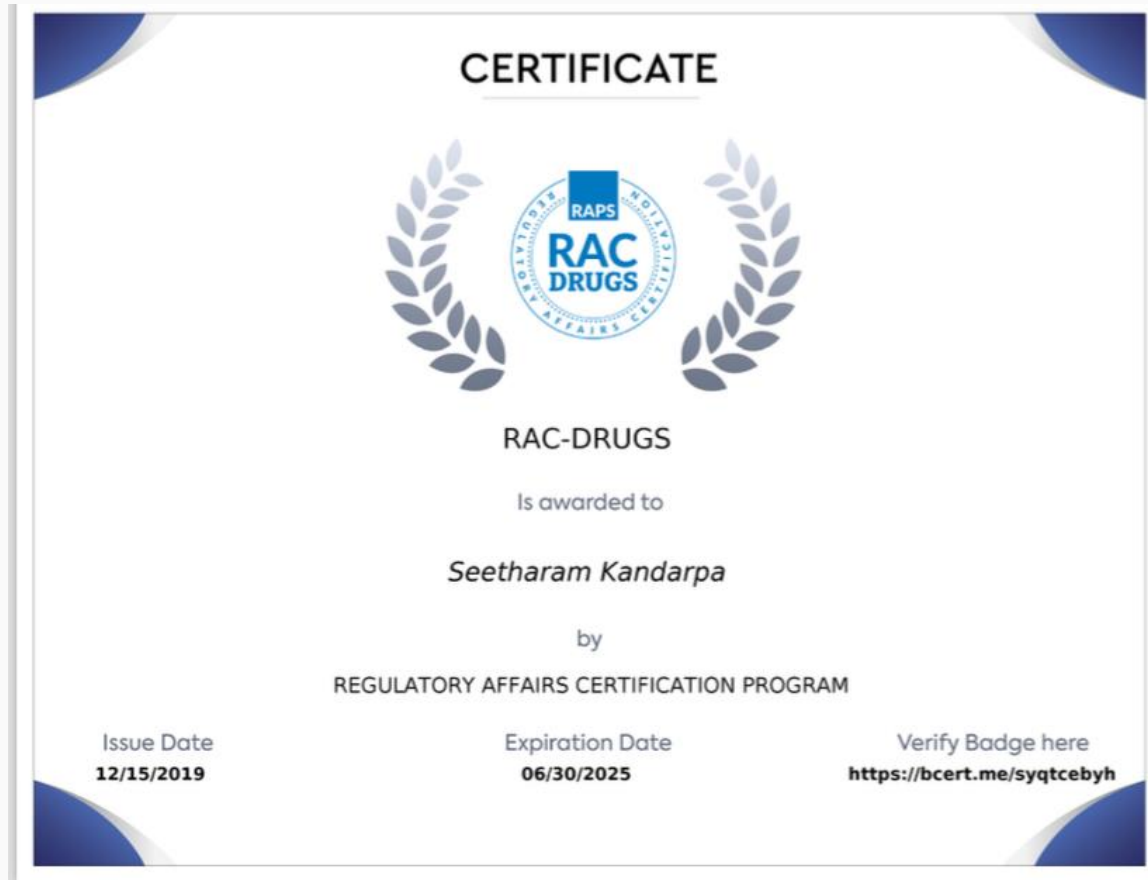 CERTIFICATE
RAPS
RAC
DRUGS
REGULATORY AFFAIRS CERTIFICATION
RAC-DRUGS
Is awarded to
Seetharam Kandarpa
by
REGULATORY AFFAIRS CERTIFICATION PROGRAM
Issue Date
12/15/2019
Expiration Date
06/30/2025
Verify Badge here
https://bcert.me/syqtcebyh